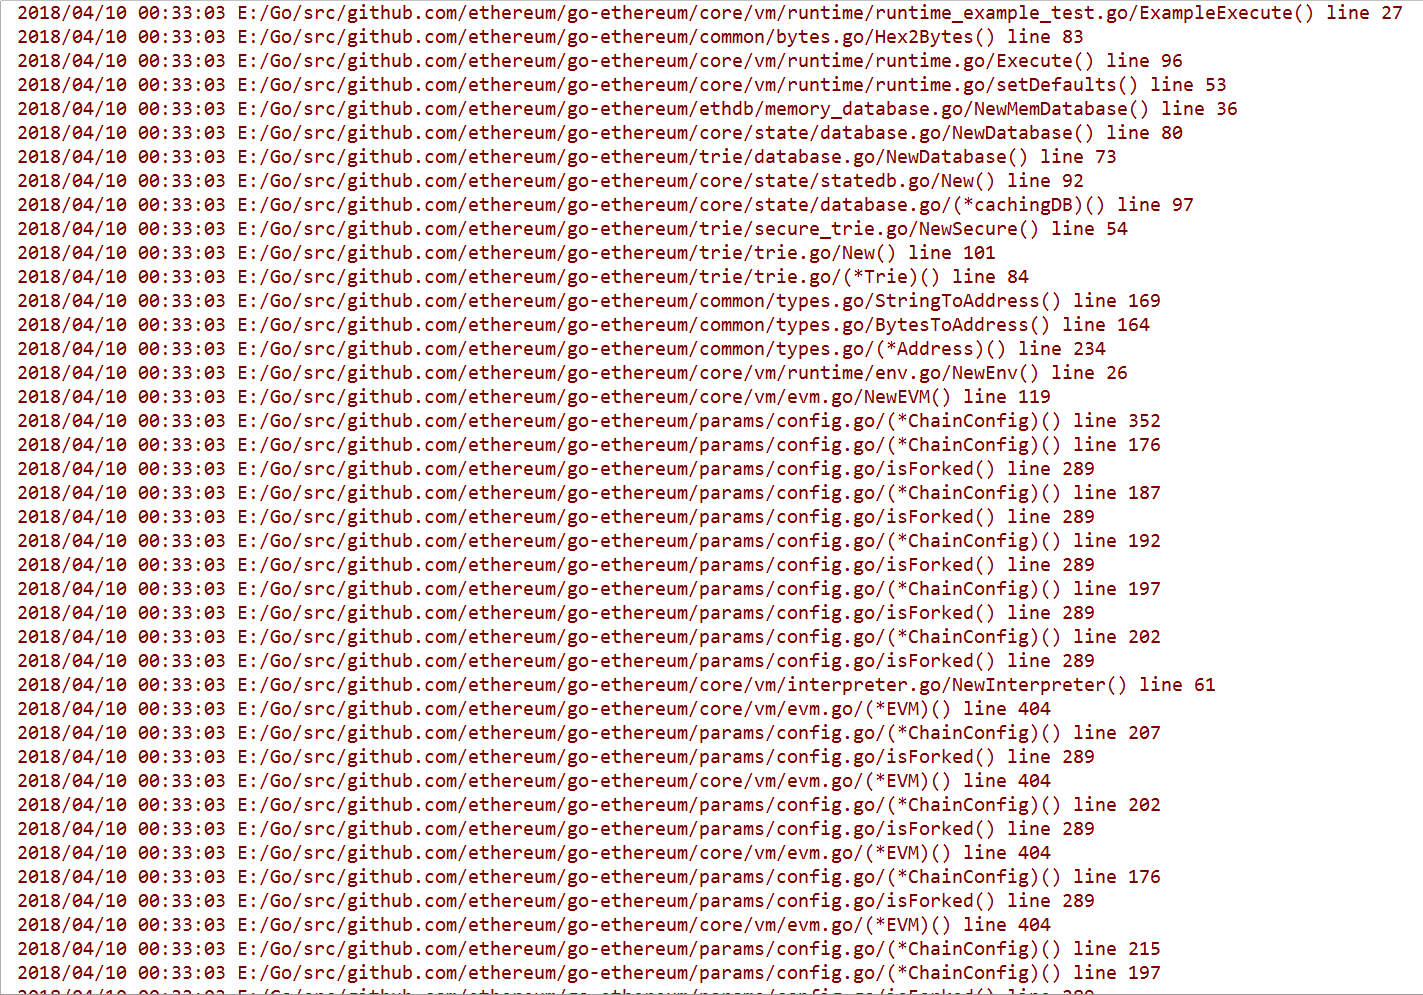 2018/04/10 00:33:03 E:/Go/src/github.com/ethereum/go-ethereum/core/vm/runtime/runtime_example_test.go/ExampleExecute() line 27
2018/04/10 00:33:03 E:/Go/src/github.com/ethereum/go-ethereum/common/bytes.go/Hex2Bytes() line 83
2018/04/10 00:33:03 E:/Go/src/github.com/ethereum/go-ethereum/core/vm/runtime/runtime.go/Execute() line 96
2018/04/10 00:33:03 E:/Go/src/github.com/ethereum/go-ethereum/core/vm/runtime/runtime.go/setDefaults() line 53
2018/04/10 00:33:03 E:/Go/src/github.com/ethereum/go-ethereum/ethdb/memory_database.go/NewMemDatabase() line 36
2018/04/10 00:33:03 E:/Go/src/github.com/ethereum/go-ethereum/core/state/database.go/NewDatabase() line 80
2018/04/10 00:33:03 E:/Go/src/github.com/ethereum/go-ethereum/trie/database.go/NewDatabase() line 73
2018/04/10 00:33:03 E:/Go/src/github.com/ethereum/go-ethereum/core/state/statedb.go/New() line 92
2018/04/10 00:33:03 E:/Go/src/github.com/ethereum/go-ethereum/core/state/database.go/(*cachingDB)() line 97
2018/04/10 00:33:03 E:/Go/src/github.com/ethereum/go-ethereum/trie/secure_trie.go/NewSecure() line 54
2018/04/10 00:33:03 E:/Go/src/github.com/ethereum/go-ethereum/trie/trie.go/New() line 101
2018/04/10 00:33:03 E:/Go/src/github.com/ethereum/go-ethereum/trie/trie.go/(*Trie)() line 84
2018/04/10 00:33:03 E:/Go/src/github.com/ethereum/go-ethereum/common/types.go/StringToAddress() line 169
2018/04/10 00:33:03 E:/Go/src/github.com/ethereum/go-ethereum/common/types.go/BytesToAddress() line 164
2018/04/10 00:33:03 E:/Go/src/github.com/ethereum/go-ethereum/common/types.go/(*Address)() line 234
2018/04/10 00:33:03 E:/Go/src/github.com/ethereum/go-ethereum/core/vm/runtime/env.go/NewEnv() line 26
2018/04/10 00:33:03 E:/Go/src/github.com/ethereum/go-ethereum/core/vm/evm.go/NewEVM() line 119
2018/04/10 00:33:03 E:/Go/src/github.com/ethereum/go-ethereum/params/config.go/(*ChainConfig)() line 352
2018/04/10 00:33:03 E:/Go/src/github.com/ethereum/go-ethereum/params/config.go/(*ChainConfig)() line 176
2018/04/10 00:33:03 E:/Go/src/github.com/ethereum/go-ethereum/params/config.go/isForked() line 289
2018/04/10 00:33:03 E:/Go/src/github.com/ethereum/go-ethereum/params/config.go/(*ChainConfig)() line 187
2018/04/10 00:33:03 E:/Go/src/github.com/ethereum/go-ethereum/params/config.go/isForked() line 289
2018/04/10 00:33:03 E:/Go/src/github.com/ethereum/go-ethereum/params/config.go/(*ChainConfig)() line 192
2018/04/10 00:33:03 E:/Go/src/github.com/ethereum/go-ethereum/params/config.go/isForked() line 289
2018/04/10 00:33:03 E:/Go/src/github.com/ethereum/go-ethereum/params/config.go/(*ChainConfig)() line 197
2018/04/10 00:33:03 E:/Go/src/github.com/ethereum/go-ethereum/params/config.go/isForked() line 289
2018/04/10 00:33:03 E:/Go/src/github.com/ethereum/go-ethereum/params/config.go/(*ChainConfig)() line 202
2018/04/10 00:33:03 E:/Go/src/github.com/ethereum/go-ethereum/params/config.go/isForked() line 289
2018/04/10 00:33:03 E:/Go/src/github.com/ethereum/go-ethereum/core/vm/interpreter.go/NewInterpreter() line 61
2018/04/10 00:33:03 E:/Go/src/github.com/ethereum/go-ethereum/core/vm/evm.go/(*EVM)() line 404
2018/04/10 00:33:03 E:/Go/src/github.com/ethereum/go-ethereum/params/config.go/(*ChainConfig)() line 207
2018/04/10 00:33:03 E:/Go/src/github.com/ethereum/go-ethereum/params/config.go/isForked() line 289
2018/04/10 00:33:03 E:/Go/src/github.com/ethereum/go-ethereum/core/vm/evm.go/(*EVM)() line 404
2018/04/10 00:33:03 E:/Go/src/github.com/ethereum/go-ethereum/params/config.go/(*ChainConfig)() line 202
2018/04/10 00:33:03 E:/Go/src/github.com/ethereum/go-ethereum/params/config.go/isForked() line 289
2018/04/10 00:33:03 E:/Go/src/github.com/ethereum/go-ethereum/core/vm/evm.go/(*EVM)() line 404
2018/04/10 00:33:03 E:/Go/src/github.com/ethereum/go-ethereum/params/config.go/(*ChainConfig)() line 176
2018/04/10 00:33:03 E:/Go/src/github.com/ethereum/go-ethereum/params/config.go/isForked() line 289
2018/04/10 00:33:03 E:/Go/src/github.com/ethereum/go-ethereum/core/vm/evm.go/(*EVM)() line 404
2018/04/10 00:33:03 E:/Go/src/github.com/ethereum/go-ethereum/params/config.go/(*ChainConfig)() line 215
2018/04/10 00:33:03 E:/Go/src/github.com/ethereum/go-ethereum/params/config.go/(*ChainConfig)() line 197